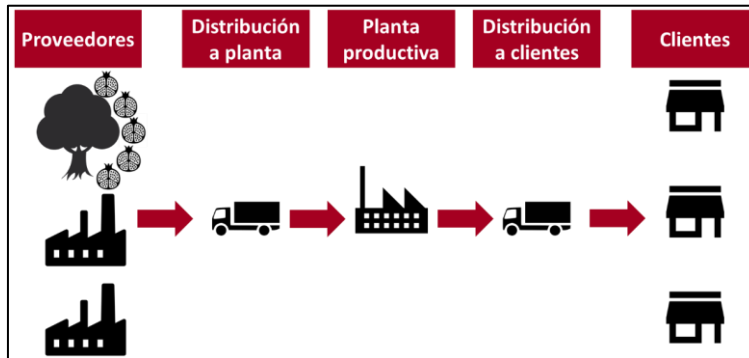 Proveedores
Distribución
a planta
Planta
productiva
Distribución
a clientes
Clientes